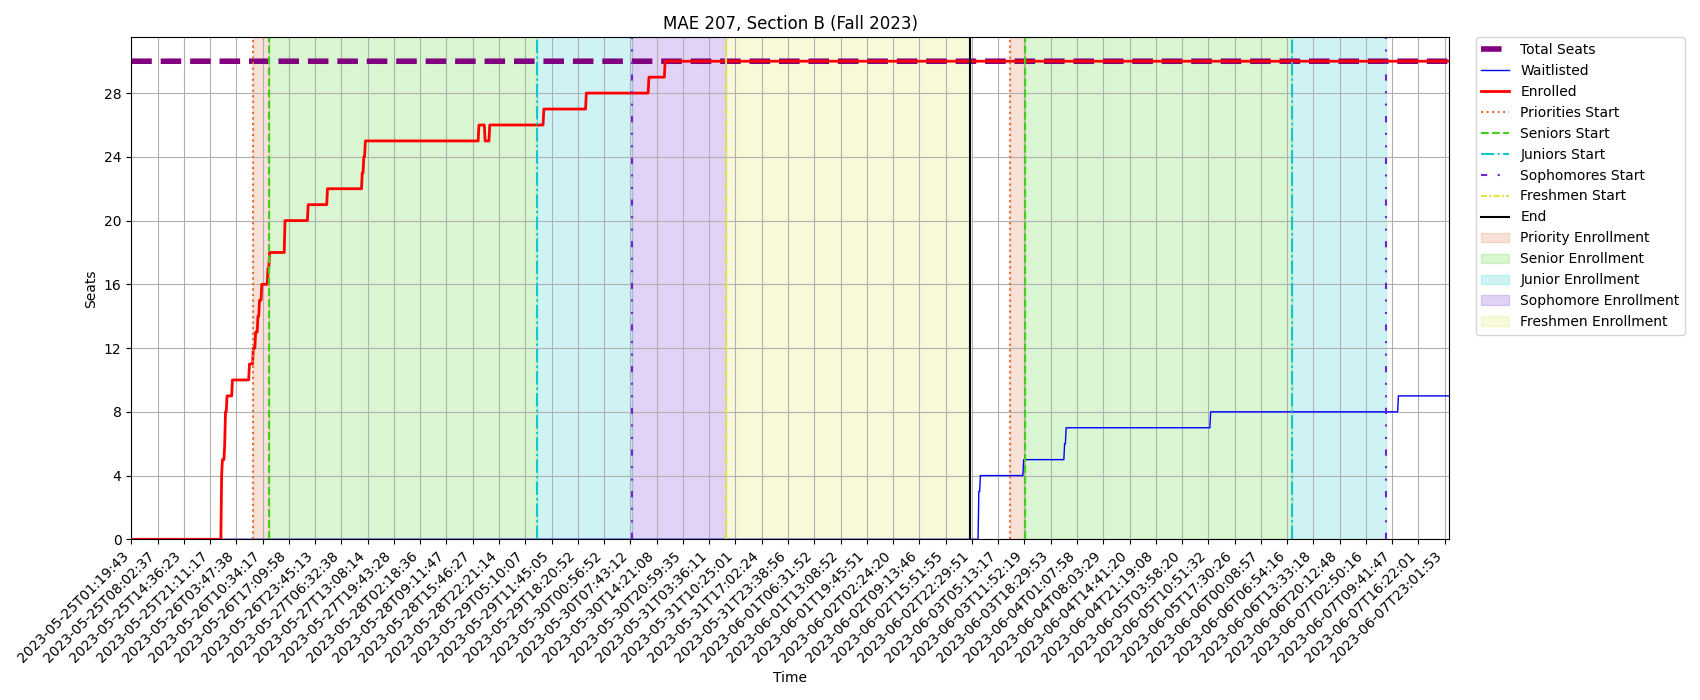 MAE 207, Section B (Fall 2023)
Seats
28
24
20
16
12
8
4
0
2023-05-25T01:19:43
2023-05-25T08:02:37
2023-05-25T14:36:23
2023-05-25T21:11:17
2023-05-26T03:47:38
2023-05-26T10:34:17
2023-05-26T17:09:58
2023-05-26T23:45:13
2023-05-27T06:32:38
2023-05-27T13:08:14
2023-05-27T19:43:28
2023-05-28T02:18:36
2023-05-28T09:11:47
2023-05-28T15:46:27
2023-05-28T22:21:14
2023-05-29T05:10:07
2023-05-29T11:45:05
2023-05-29T18:20:52
2023-05-30T00:56:52
2023-05-30T07:43:12
2023-05-30T14:21:08
2023-05-30T20:59:35
2023-05-31T03:36:11
2023-05-31T10:25:01
2023-05-31T17:02:24
2023-05-31T23:38:56
2023-06-01T06:31:52
2023-06-01T13:08:52
2023-06-01T19:45:51
2023-06-02T02:24:20
2023-06-02T09:13:46
2023-06-02T15:51:55
2023-06-02T22:29:51
2023-06-03T05:13:17
2023-06-03T11:52:19
2023-06-03T18:29:53
2023-06-04T01:07:58
2023-06-04T08:03:29
2023-06-04T14:41:20
2023-06-04T21:19:08
2023-06-05T03:58:20
2023-06-05T10:51:32
2023-06-05T17:30:26
2023-06-06T00:08:57
2023-06-06T06:54:16
2023-06-06T13:33:18
2023-06-06T20:12:48
2023-06-07T02:50:16
2023-06-07T09:41:47
2023-06-07T16:22:01
2023-06-07T23:01:53
Time
Total Seats
Waitlisted
Enrolled
Priorities Start
Seniors Start
Juniors Start
Sophomores Start
Freshmen Start
End
Priority Enrollment
Senior Enrollment
Junior Enrollment
Sophomore Enrollment
Freshmen Enrollment